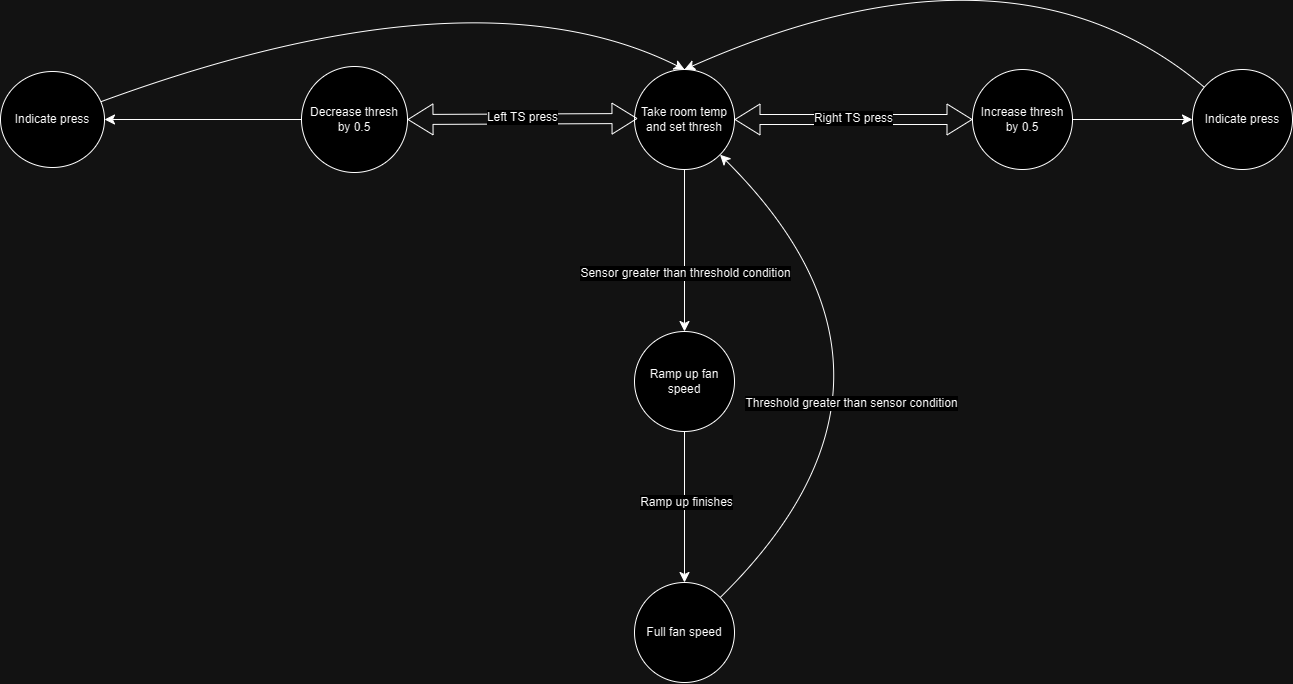 Indicate press
Decrease thresh
by 0.5
Left TS press
Take room temp
and set thresh
Right TS press
Increase thresh
by 0.5
Indicate press
Sensor greater than threshold condition
Ramp up fan
speed
Threshold greater than sensor condition
Ramp up finishes
Full fan speed